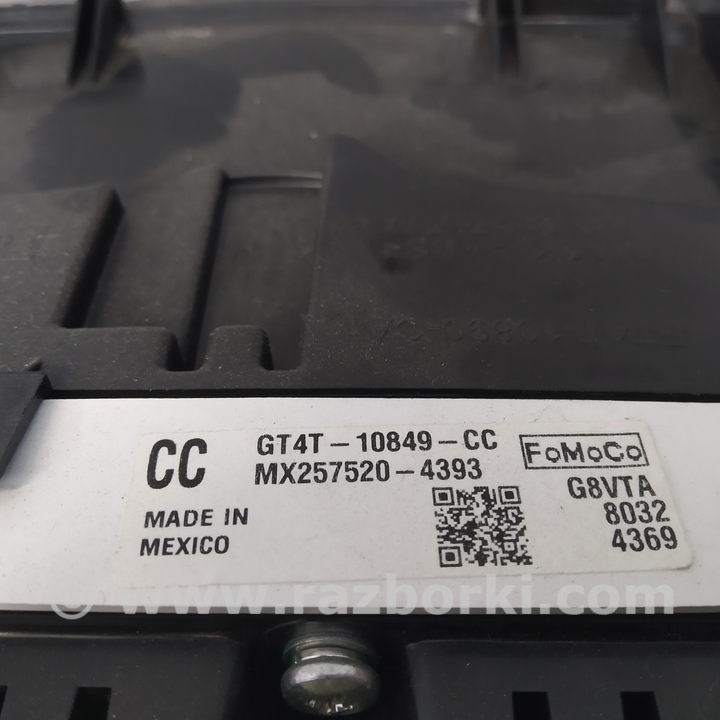 CC
GT4T-10849-CC
MX257520-4393
FoMoCo
G8VTA
8032
4369
MADE IN
MEXICO
© www.razborki.com